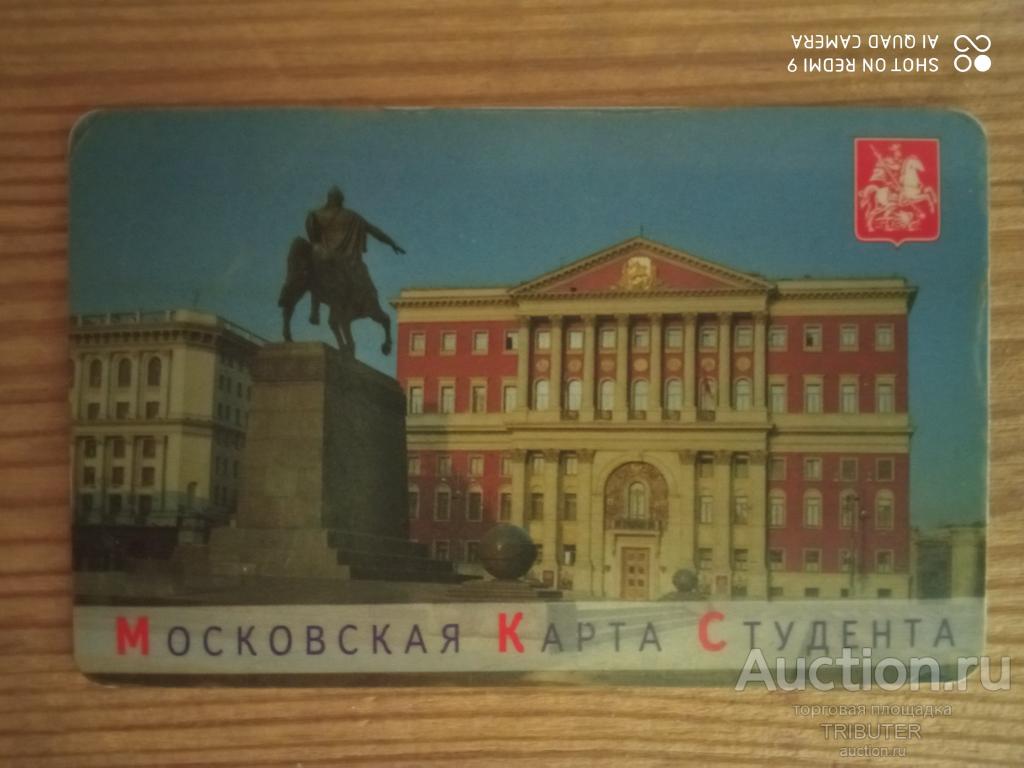 SHOT ON REDMI 9
AI QUAD CAMERA
МОСКОВСКАЯ КАРТА СТУДЕНТА
Auction.ru
торговая площадка
TRIBUTER
auction.ru